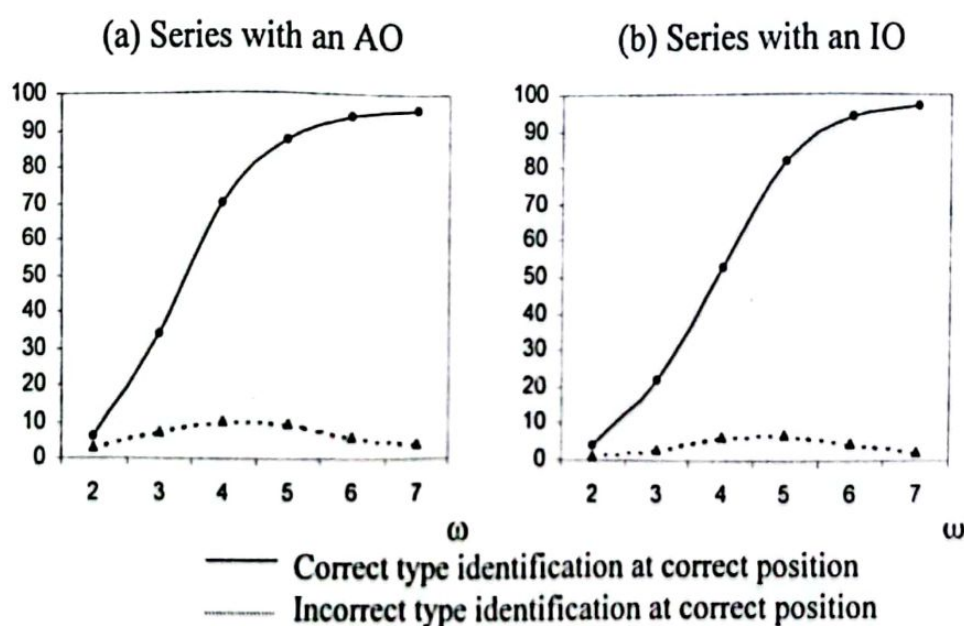 (a) Series with an AO
(b) Series with an IO
100
90
80
70
60
50
40
30
20
10
0
2 3 4 5 6 7
ω
100
90
80
70
60
50
40
30
20
10
0
2 3 4 5 6 7
ω
Correct type identification at correct position
Incorrect type identification at correct position